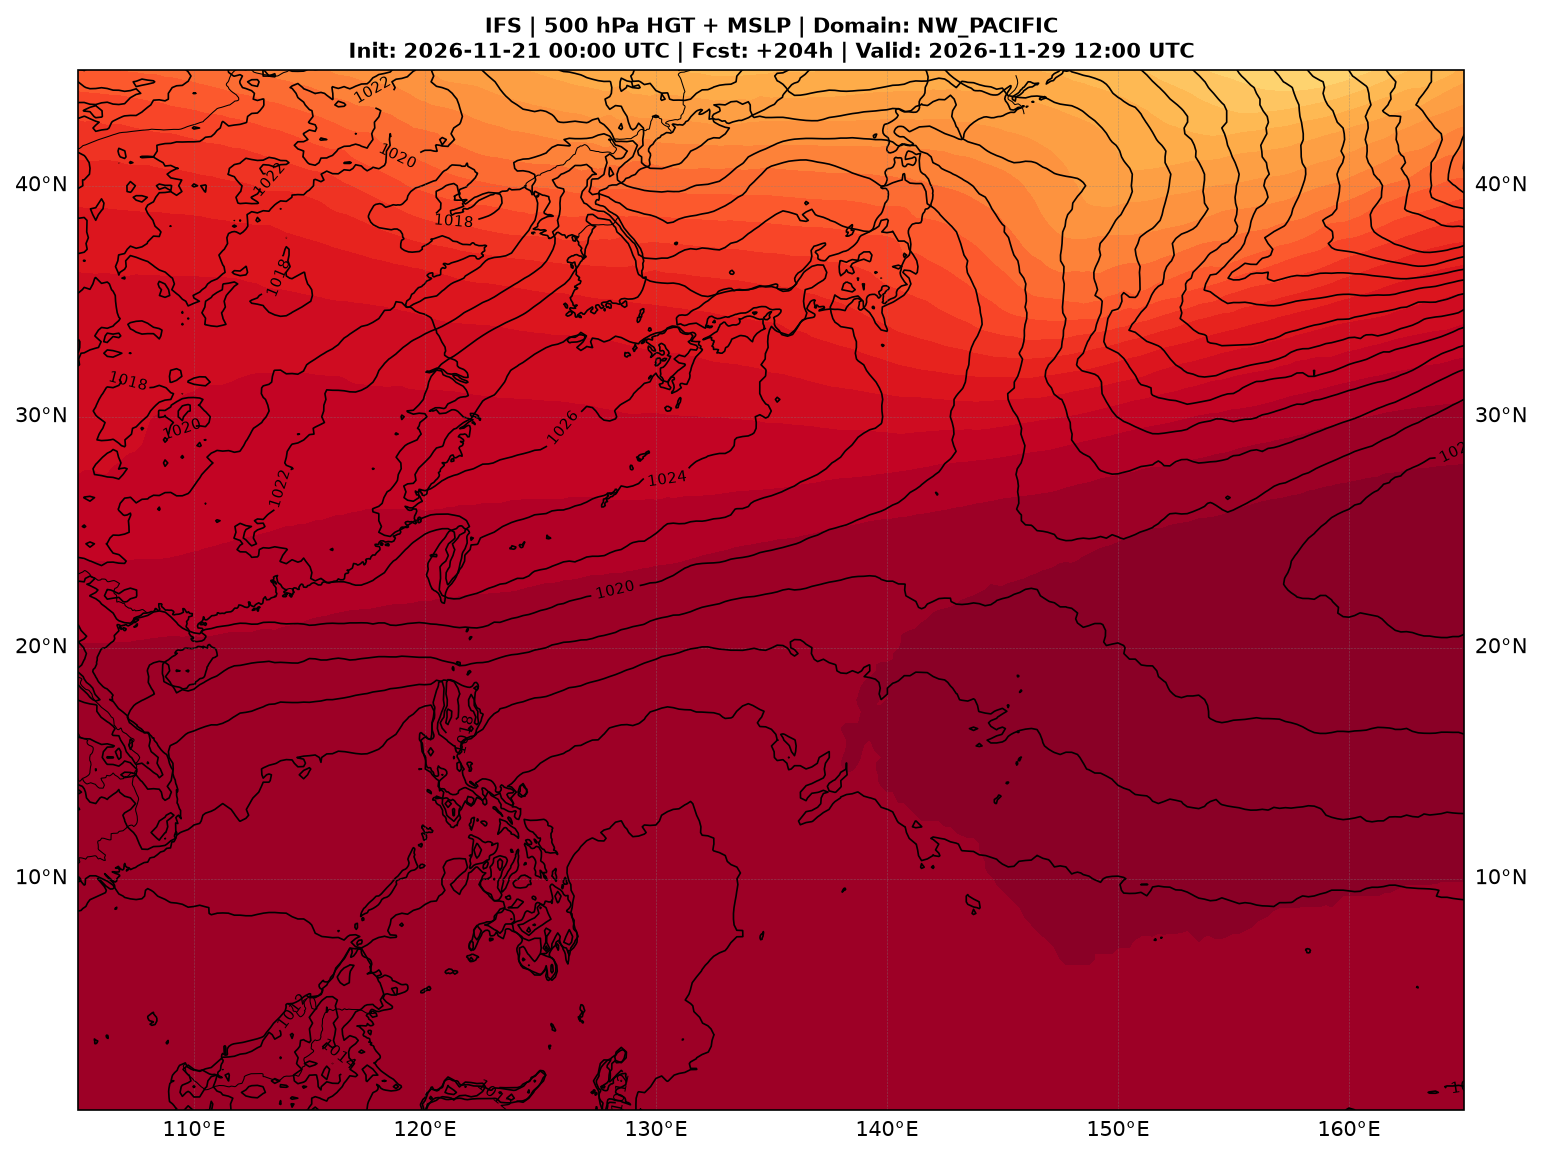 IFS | 500 hPa HGT + MSLP | Domain: NW_PACIFIC
Init: 2026-11-21 00:00 UTC | Fcst: +204h | Valid: 2026-11-29 12:00 UTC
1022
1020
1022
40°N
40°N
1018
1018
1018
1026
30°N
30°N
1020
1022
1024
1020
20°N
20°N
1018
10°N
10°N
110°E
120°E
130°E
140°E
150°E
160°E